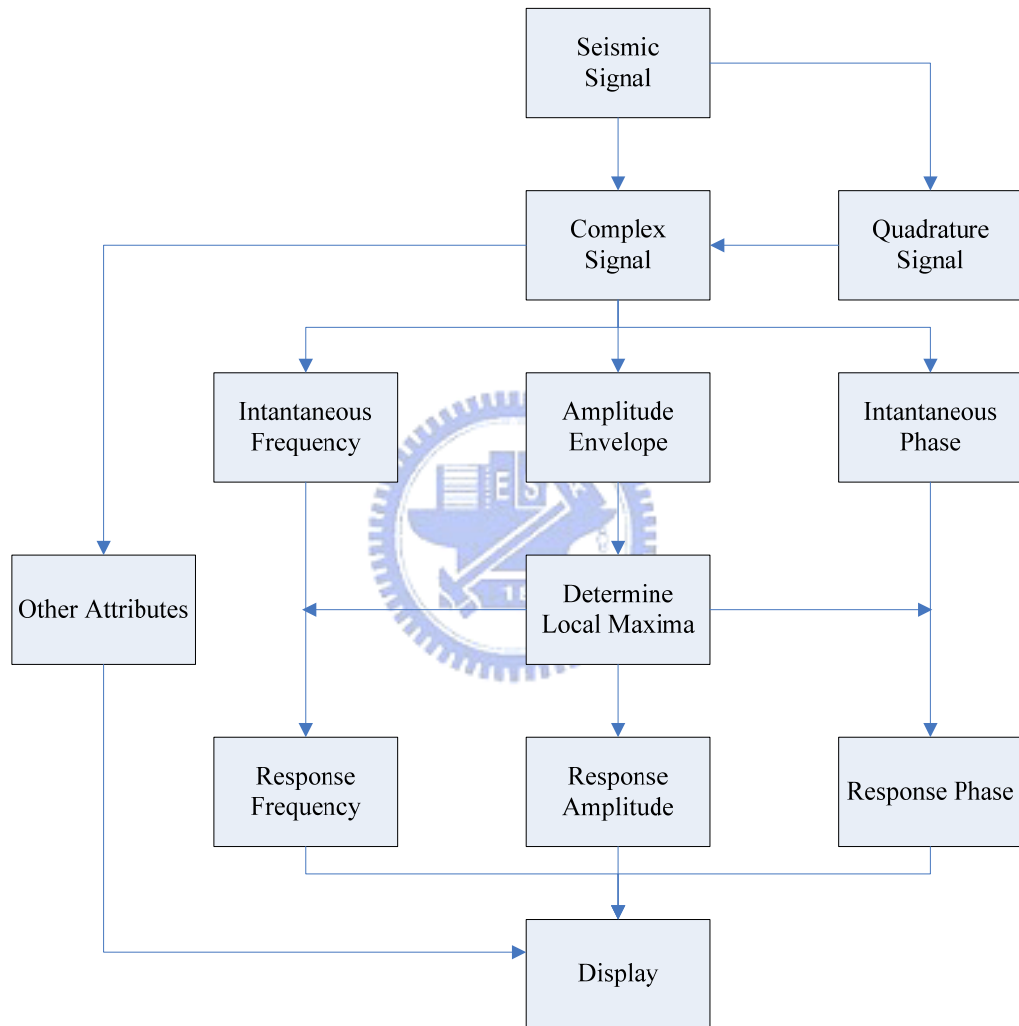 Seismic
Signal
Complex
Signal
Quadrature
Signal
Intantaneous
Frequency
Amplitude
Envelope
Intantaneous
Phase
E S
Other Attributes
Determine
Local Maxima
Response
Frequency
Response
Amplitude
Response Phase
Display